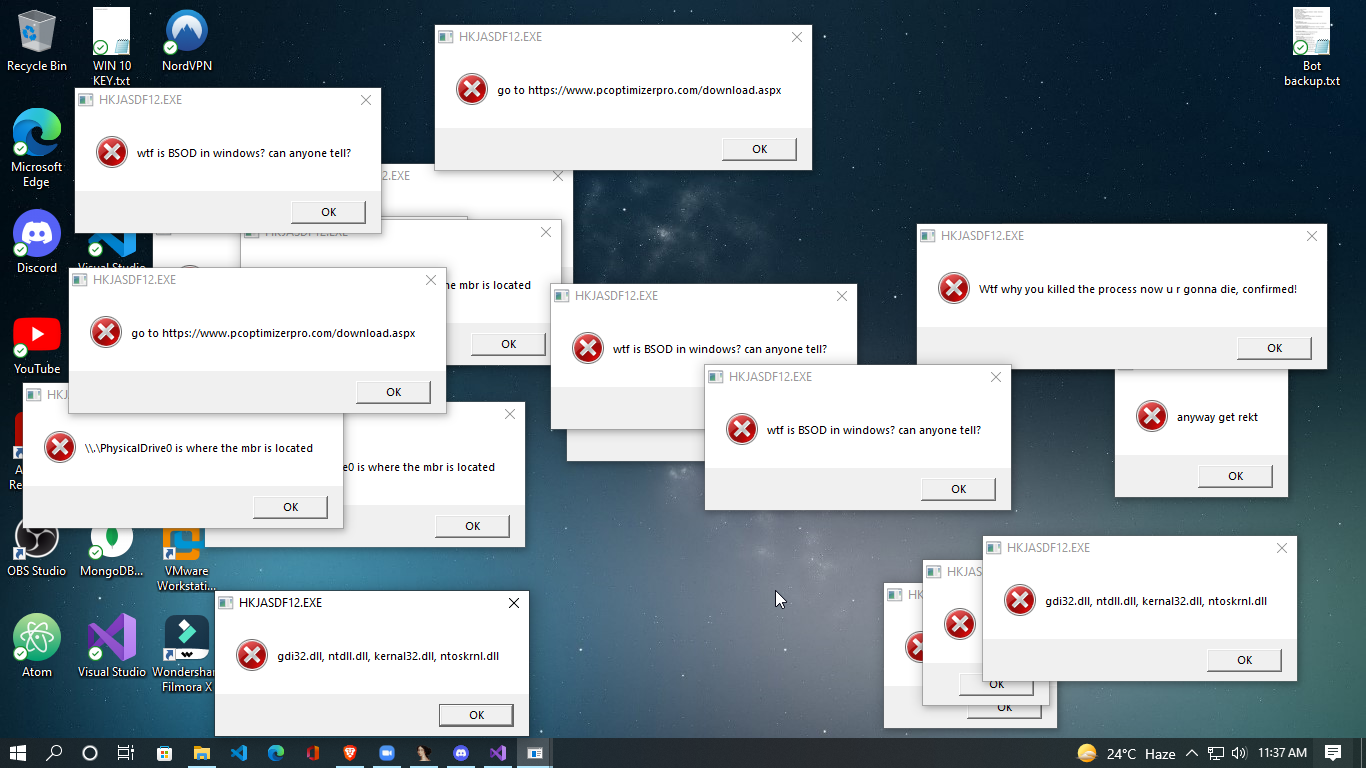 Recycle Bin
WIN 10
KEY.txt
NordVPN
Bot
backup.txt
HKJASDF12.EXE
go to https://www.pcoptimizerpro.com/download.aspx
OK
HKJASDF12.EXE
wtf is BSOD in windows? can anyone tell?
OK
Microsoft
Edge
2.EXE
HKJASDF12.EXE
the mbr is located
OK
Discord
Visual Studio
HKJASDF12.EXE
go to https://www.pcoptimizerpro.com/download.aspx
OK
HKJASDF12.EXE
wtf is BSOD in windows? can anyone tell?
HKJASDF12.EXE
Wtf why you killed the process now u r gonna die, confirmed!
OK
YouTube
HKJASDF12.EXE
wtf is BSOD in windows? can anyone tell?
OK
anyway get rekt
OK
HKJ
\\.\PhysicalDrive0 is where the mbr is located
OK
e0 is where the mbr is located
OK
A
Re
OBS Studio
MongoDB...
VMware
Workstati...
HKJASDF12.EXE
gdi32.dll, ntdll.dll, kernal32.dll, ntoskrnl.dll
OK
HKJAS
OK
HK
OK
HKJASDF12.EXE
gdi32.dll, ntdll.dll, kernal32.dll, ntoskrnl.dll
OK
Atom
Visual Studio
Wondershar
Filmora X
24°C Haze
11:37 AM